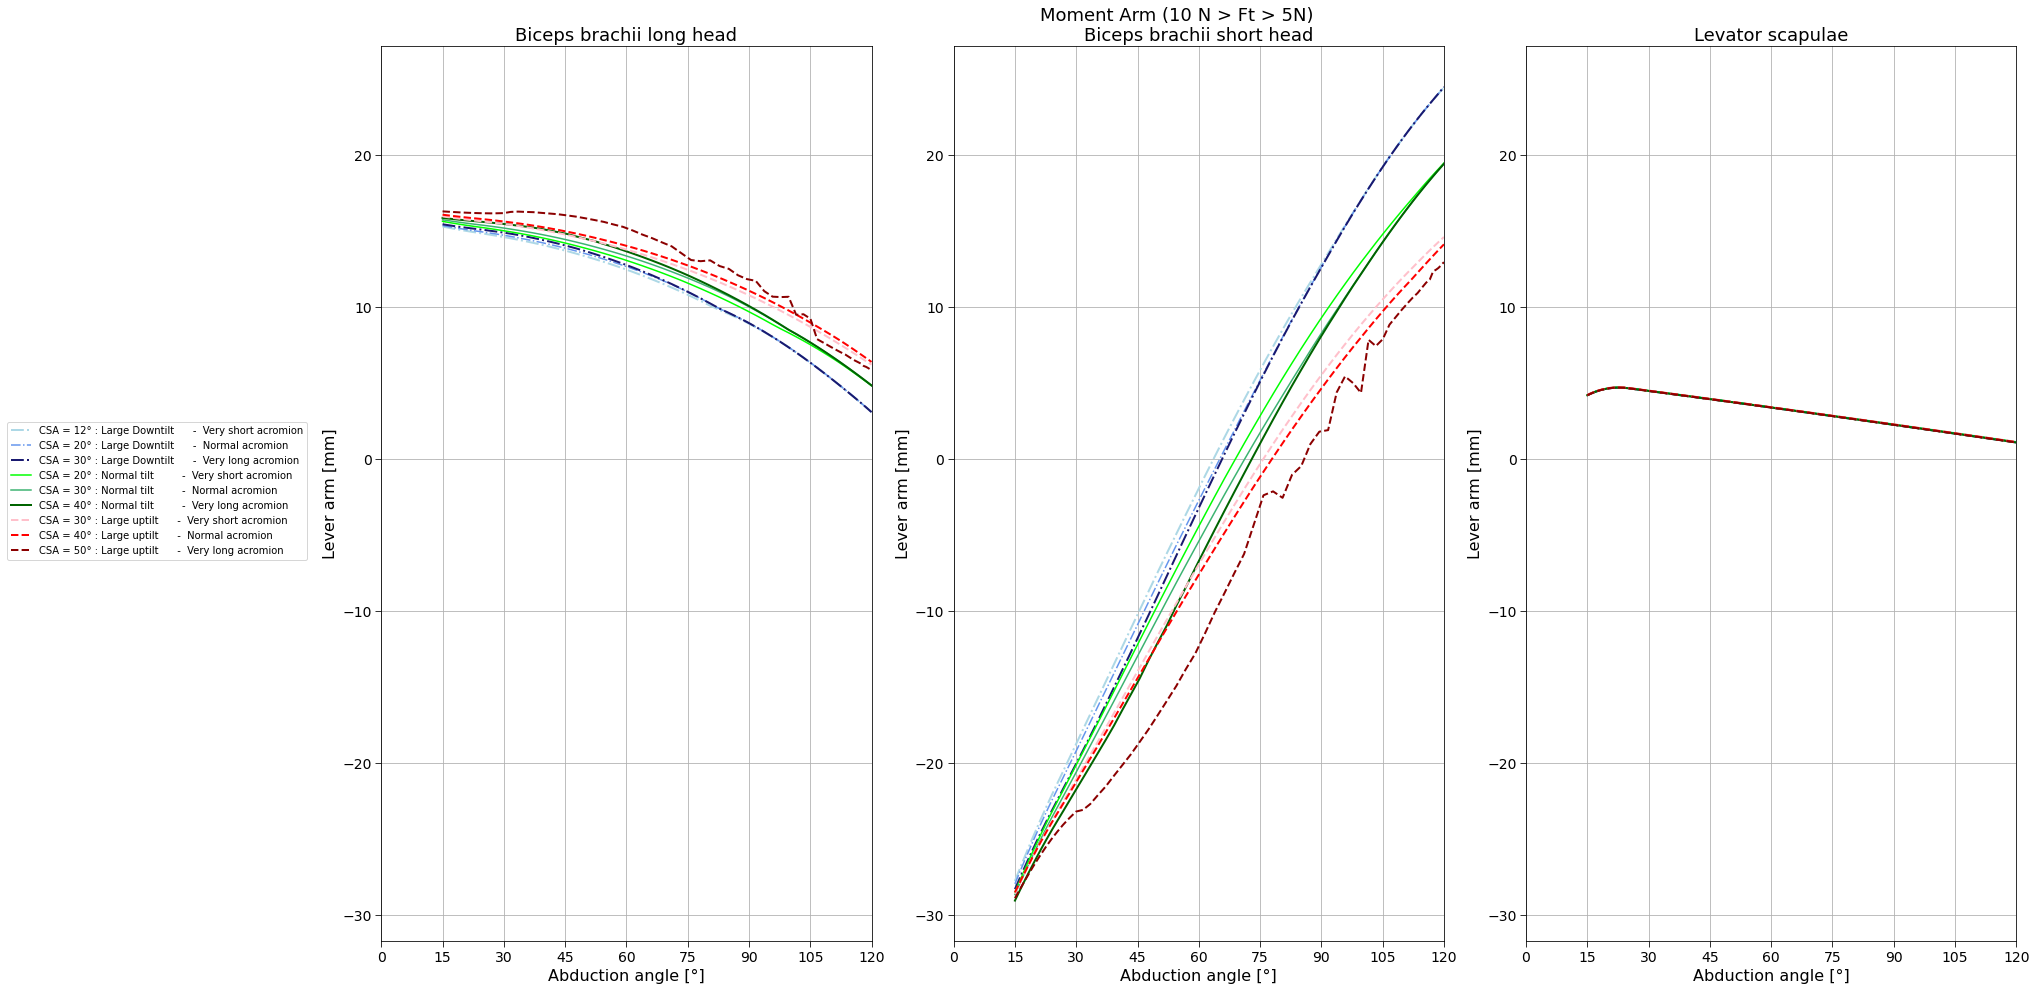 Moment Arm (10 N > Ft > 5N)
Biceps brachii long head
Biceps brachii short head
Levator scapulae
CSA = 12° : Large Downtilt - Very short acromion
CSA = 20° : Large Downtilt - Normal acromion
CSA = 30° : Large Downtilt - Very long acromion
CSA = 20° : Normal tilt - Very short acromion
CSA = 30° : Normal tilt - Normal acromion
CSA = 40° : Normal tilt - Very long acromion
CSA = 30° : Large uptilt - Very short acromion
CSA = 40° : Large uptilt - Normal acromion
CSA = 50° : Large uptilt - Very long acromion
Lever arm [mm]
20
10
0
−10
−20
−30
0 15 30 45 60 75 90 105 120
Abduction angle [°]
Lever arm [mm]
20
10
0
−10
−20
−30
0 15 30 45 60 75 90 105 120
Abduction angle [°]
Lever arm [mm]
20
10
0
−10
−20
−30
0 15 30 45 60 75 90 105 120
Abduction angle [°]